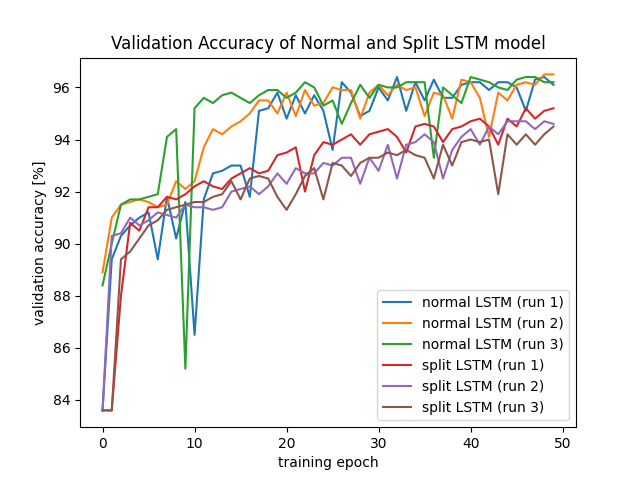 Validation Accuracy of Normal and Split LSTM model
validation accuracy [%]
96
94
92
90
88
86
84
normal LSTM (run 1)
normal LSTM (run 2)
normal LSTM (run 3)
split LSTM (run 1)
split LSTM (run 2)
split LSTM (run 3)
0 10 20 30 40 50
training epoch